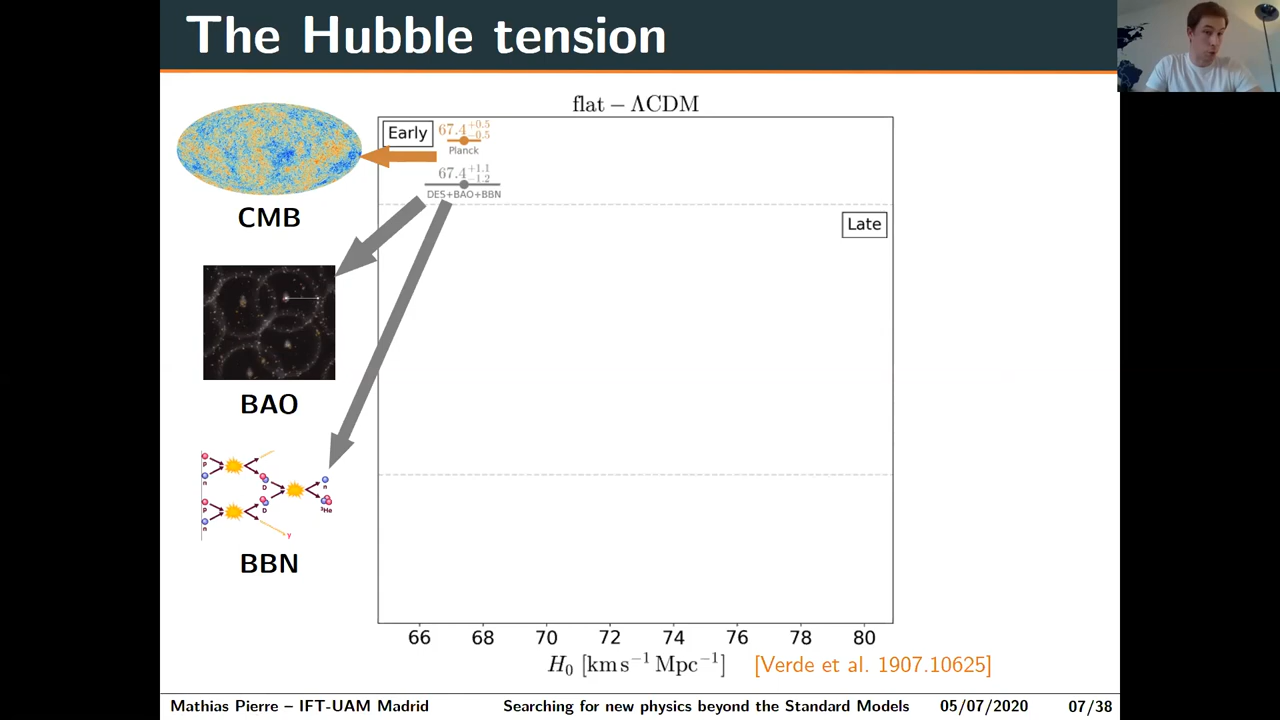 The Hubble tension
flat − ΛCDM
Early
67.4 +0.5 −0.5
Planck
67.4 +1.1 −1.2
DES+BAO+BBN
Late
CMB
BAO
p
n
D
p
n
D
γ
n
³He
BBN
66 68 70 72 74 76 78 80
H₀ [km s⁻¹ Mpc⁻¹]
[Verde et al. 1907.10625]
Mathias Pierre – IFT-UAM Madrid
Searching for new physics beyond the Standard Models
05/07/2020
07/38